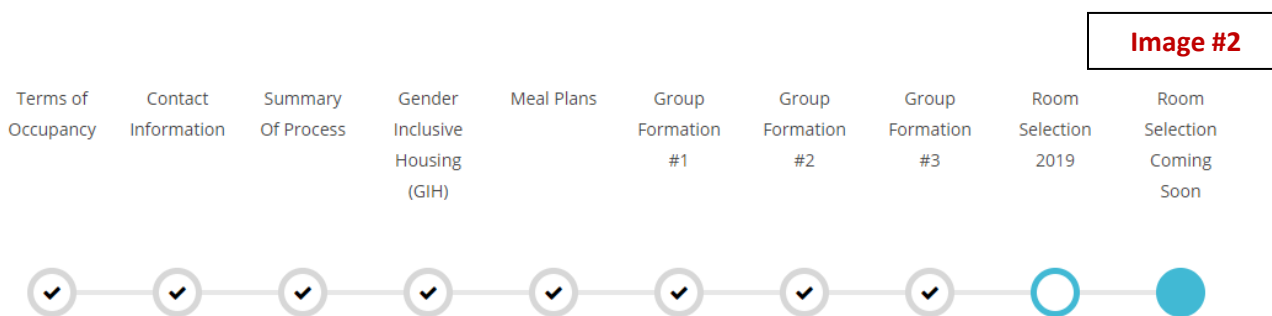 Image #2
Terms of
Occupancy
Contact
Information
Summary
Of Process
Gender
Inclusive
Housing
(GIH)
Meal Plans
Group
Formation
#1
Group
Formation
#2
Group
Formation
#3
Room
Selection
2019
Room
Selection
Coming
Soon